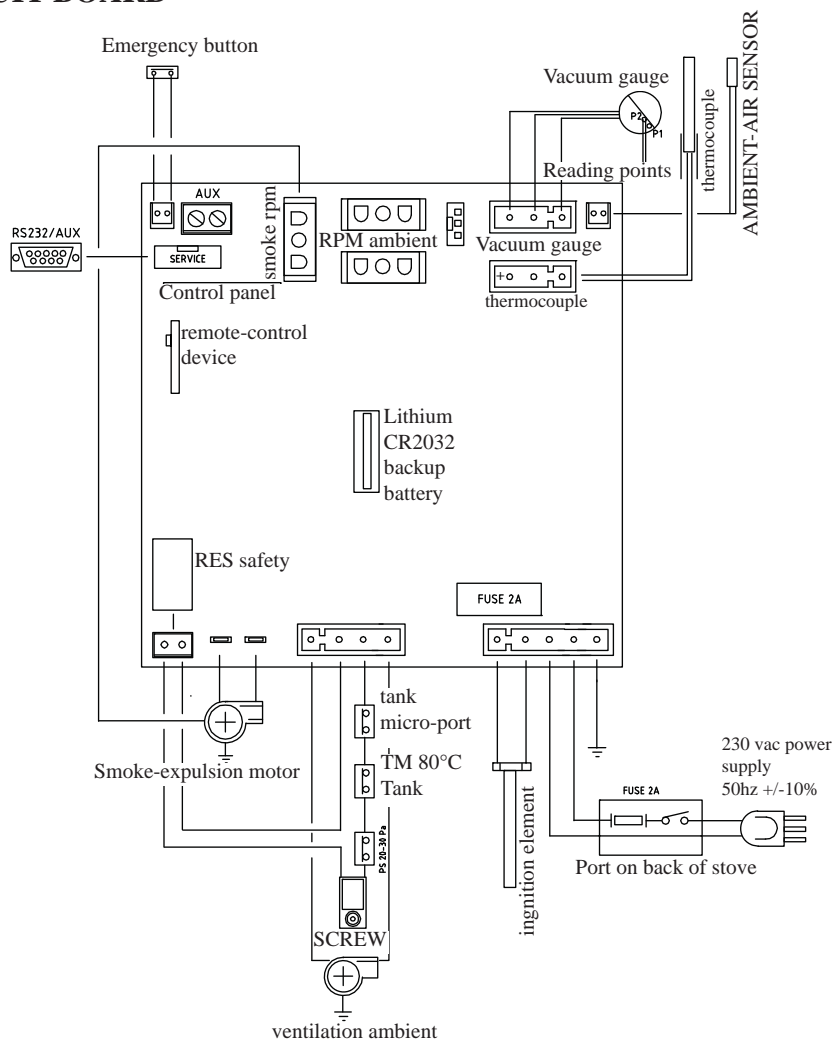 BOARD
Emergency button
Vacuum gauge
P2
P1
thermocouple
AMBIENT-AIR SENSOR
Reading points
AUX
RS232/AUX
SERVICE
smoke rpm
RPM ambient
Vacuum gauge
Control panel
+
thermocouple
remote-control
device
Lithium
CR2032
backup
battery
RES safety
FUSE 2A
tank
micro-port
Smoke-expulsion motor
TM 80°C
Tank
PS 20-30 Pa
SCREW
ventilation ambient
ingnition element
230 vac power
supply
50hz +/-10%
FUSE 2A
Port on back of stove